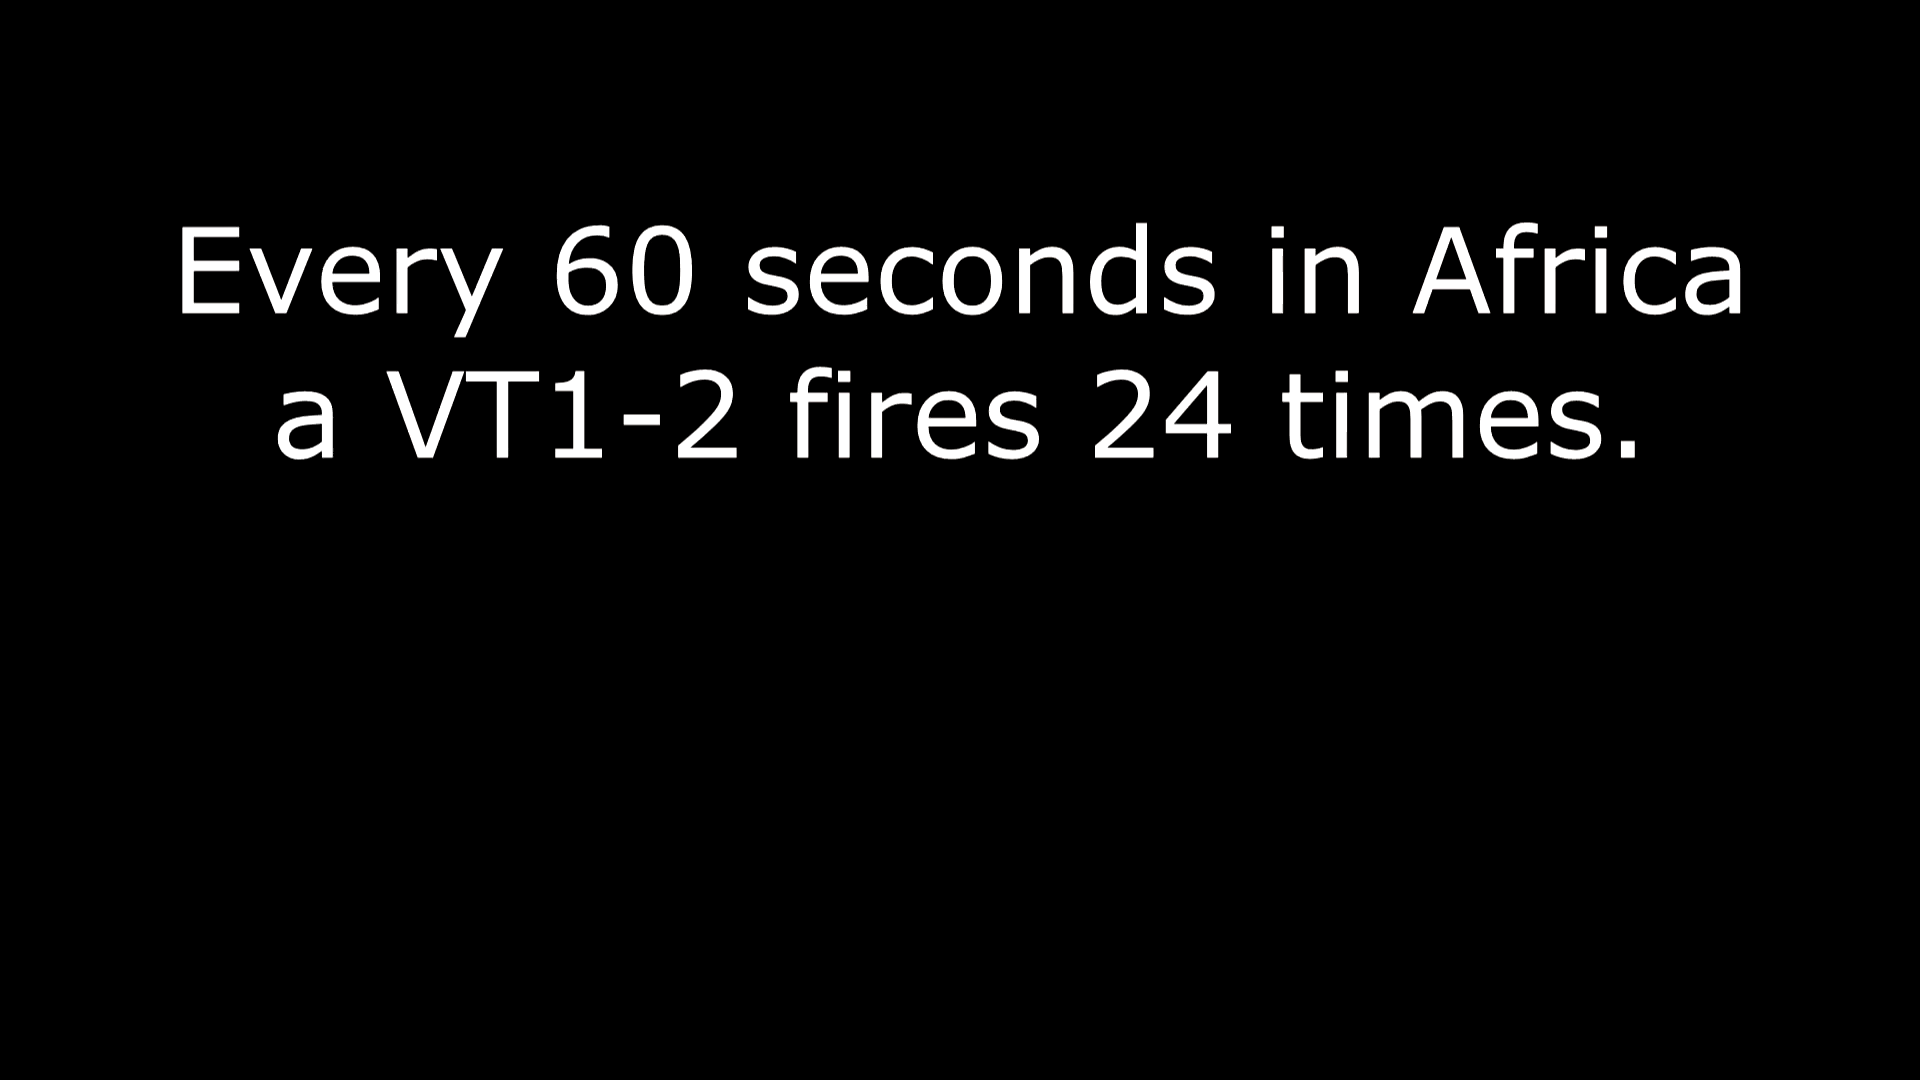 Every 60 seconds in Africa
a VT1-2 fires 24 times.